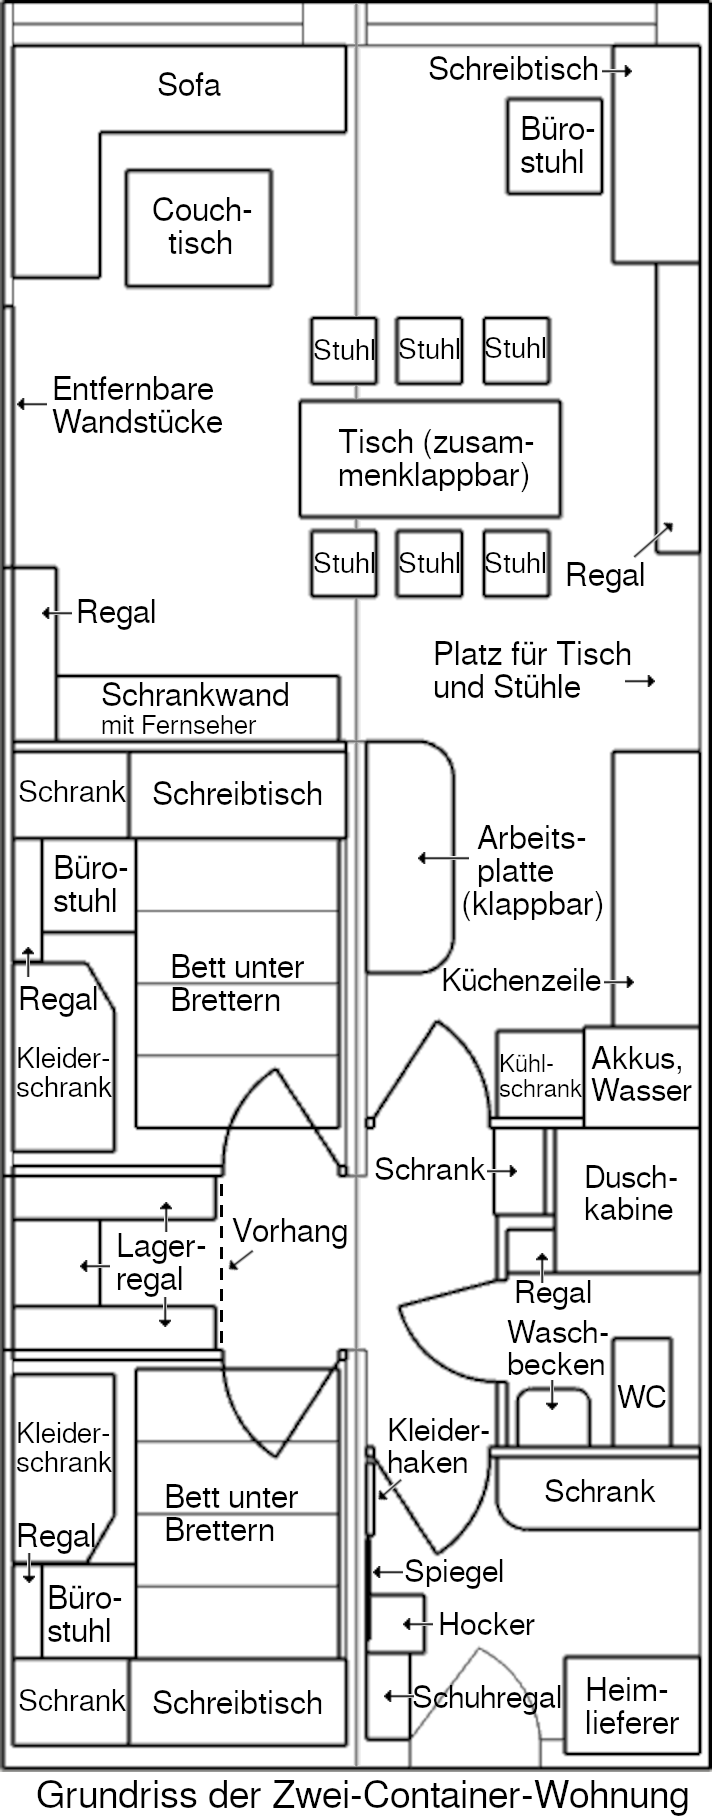 Sofa
Schreibtisch
Büro-
stuhl
Couch-
tisch
Stuhl
Stuhl
Stuhl
Entfernbare
Wandstücke
Tisch (zusam-
menklappbar)
Stuhl
Stuhl
Stuhl
Regal
Regal
Platz für Tisch
und Stühle
Schrankwand
mit Fernseher
Schrank
Schreibtisch
Büro-
stuhl
Arbeits-
platte
(klappbar)
Bett unter
Brettern
Regal
Küchenzeile
Kleider-
schrank
Kühl-
schrank
Akkus,
Wasser
Schrank
Dusch-
kabine
Vorhang
Lager-
regal
Regal
Wasch-
becken
WC
Kleider-
schrank
Kleider-
haken
Bett unter
Brettern
Schrank
Regal
Spiegel
Büro-
stuhl
Hocker
Schrank
Schreibtisch
Schuhregal
Heim-
lieferer
Grundriss der Zwei-Container-Wohnung